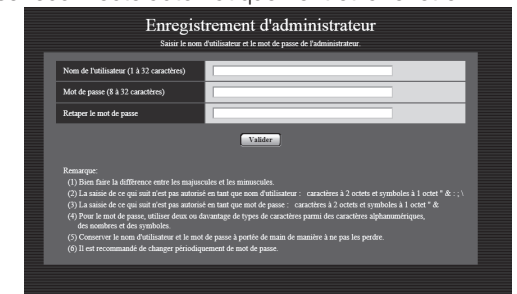 Enregistrement d'administrateur
Saisir le nom d'utilisateur et le mot de passe de l'administrateur.
Nom de l'utilisateur (1 à 32 caractères)
Mot de passe (8 à 32 caractères)
Retaper le mot de passe
Valider
Remarque:
(1) Bien faire la différence entre les majuscules et les minuscules.
(2) La saisie de ce qui suit n'est pas autorisé en tant que nom d'utilisateur : caractères à 2 octets et symboles à 1 octet " & : ; \
(3) La saisie de ce qui suit n'est pas autorisé en tant que mot de passe : caractères à 2 octets et symboles à 1 octet " &
(4) Pour le mot de passe, utiliser deux ou davantage de types de caractères parmi des caractères alphanumériques,
des nombres et des symboles.
(5) Conserver le nom d'utilisateur et le mot de passe à portée de main de manière à ne pas les perdre.
(6) Il est recommandé de changer périodiquement de mot de passe.